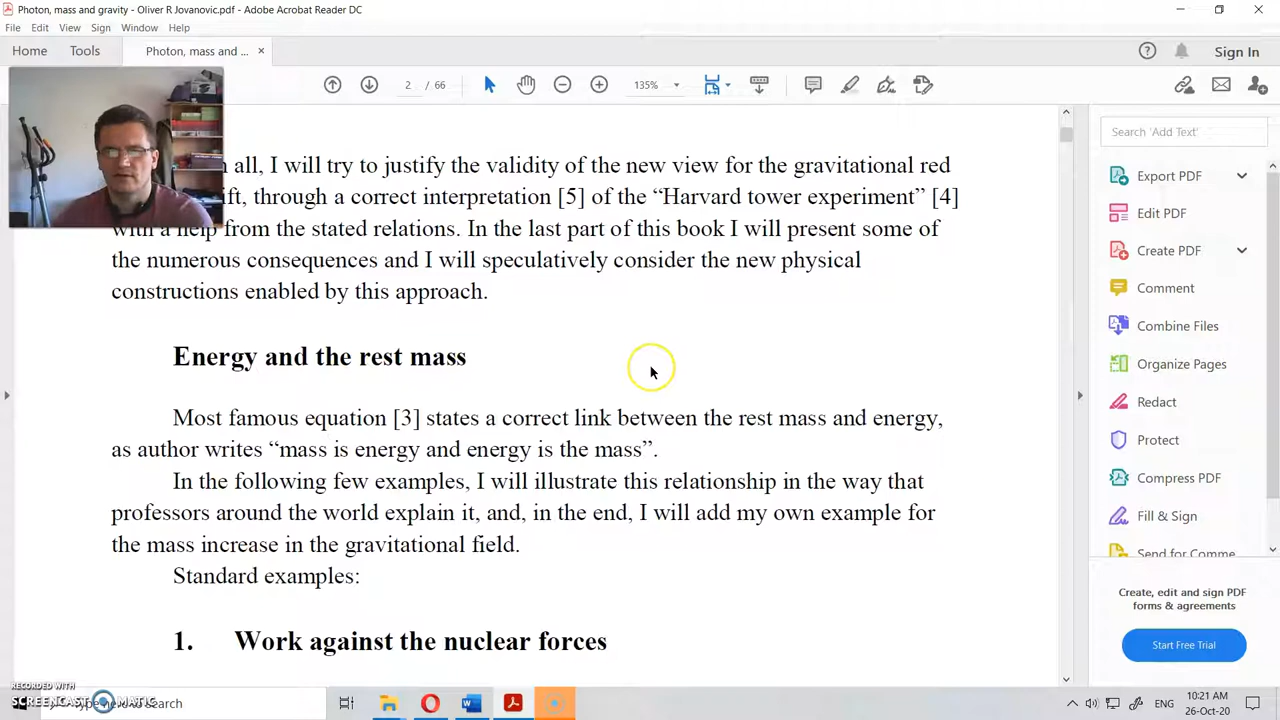 Photon, mass and gravity - Oliver R Jovanovic.pdf - Adobe Acrobat Reader DC
File Edit View Sign Window Help
Home Tools Photon, mass and ... × Sign In
2 / 66 135%
all, I will try to justify the validity of the new view for the gravitational red
ift, through a correct interpretation [5] of the “Harvard tower experiment” [4]
with a help from the stated relations. In the last part of this book I will present some of
the numerous consequences and I will speculatively consider the new physical
constructions enabled by this approach.
Energy and the rest mass
Most famous equation [3] states a correct link between the rest mass and energy,
as author writes “mass is energy and energy is the mass”.
In the following few examples, I will illustrate this relationship in the way that
professors around the world explain it, and, in the end, I will add my own example for
the mass increase in the gravitational field.
Standard examples:
1. Work against the nuclear forces
Search 'Add Text'
Export PDF
Edit PDF
Create PDF
Comment
Combine Files
Organize Pages
Redact
Protect
Compress PDF
Fill & Sign
Send for Comme
Create, edit and sign PDF
forms & agreements
Start Free Trial
RECORDED WITH
SCREENCAST MATIC
to search
ENG
10:21 AM
26-Oct-20